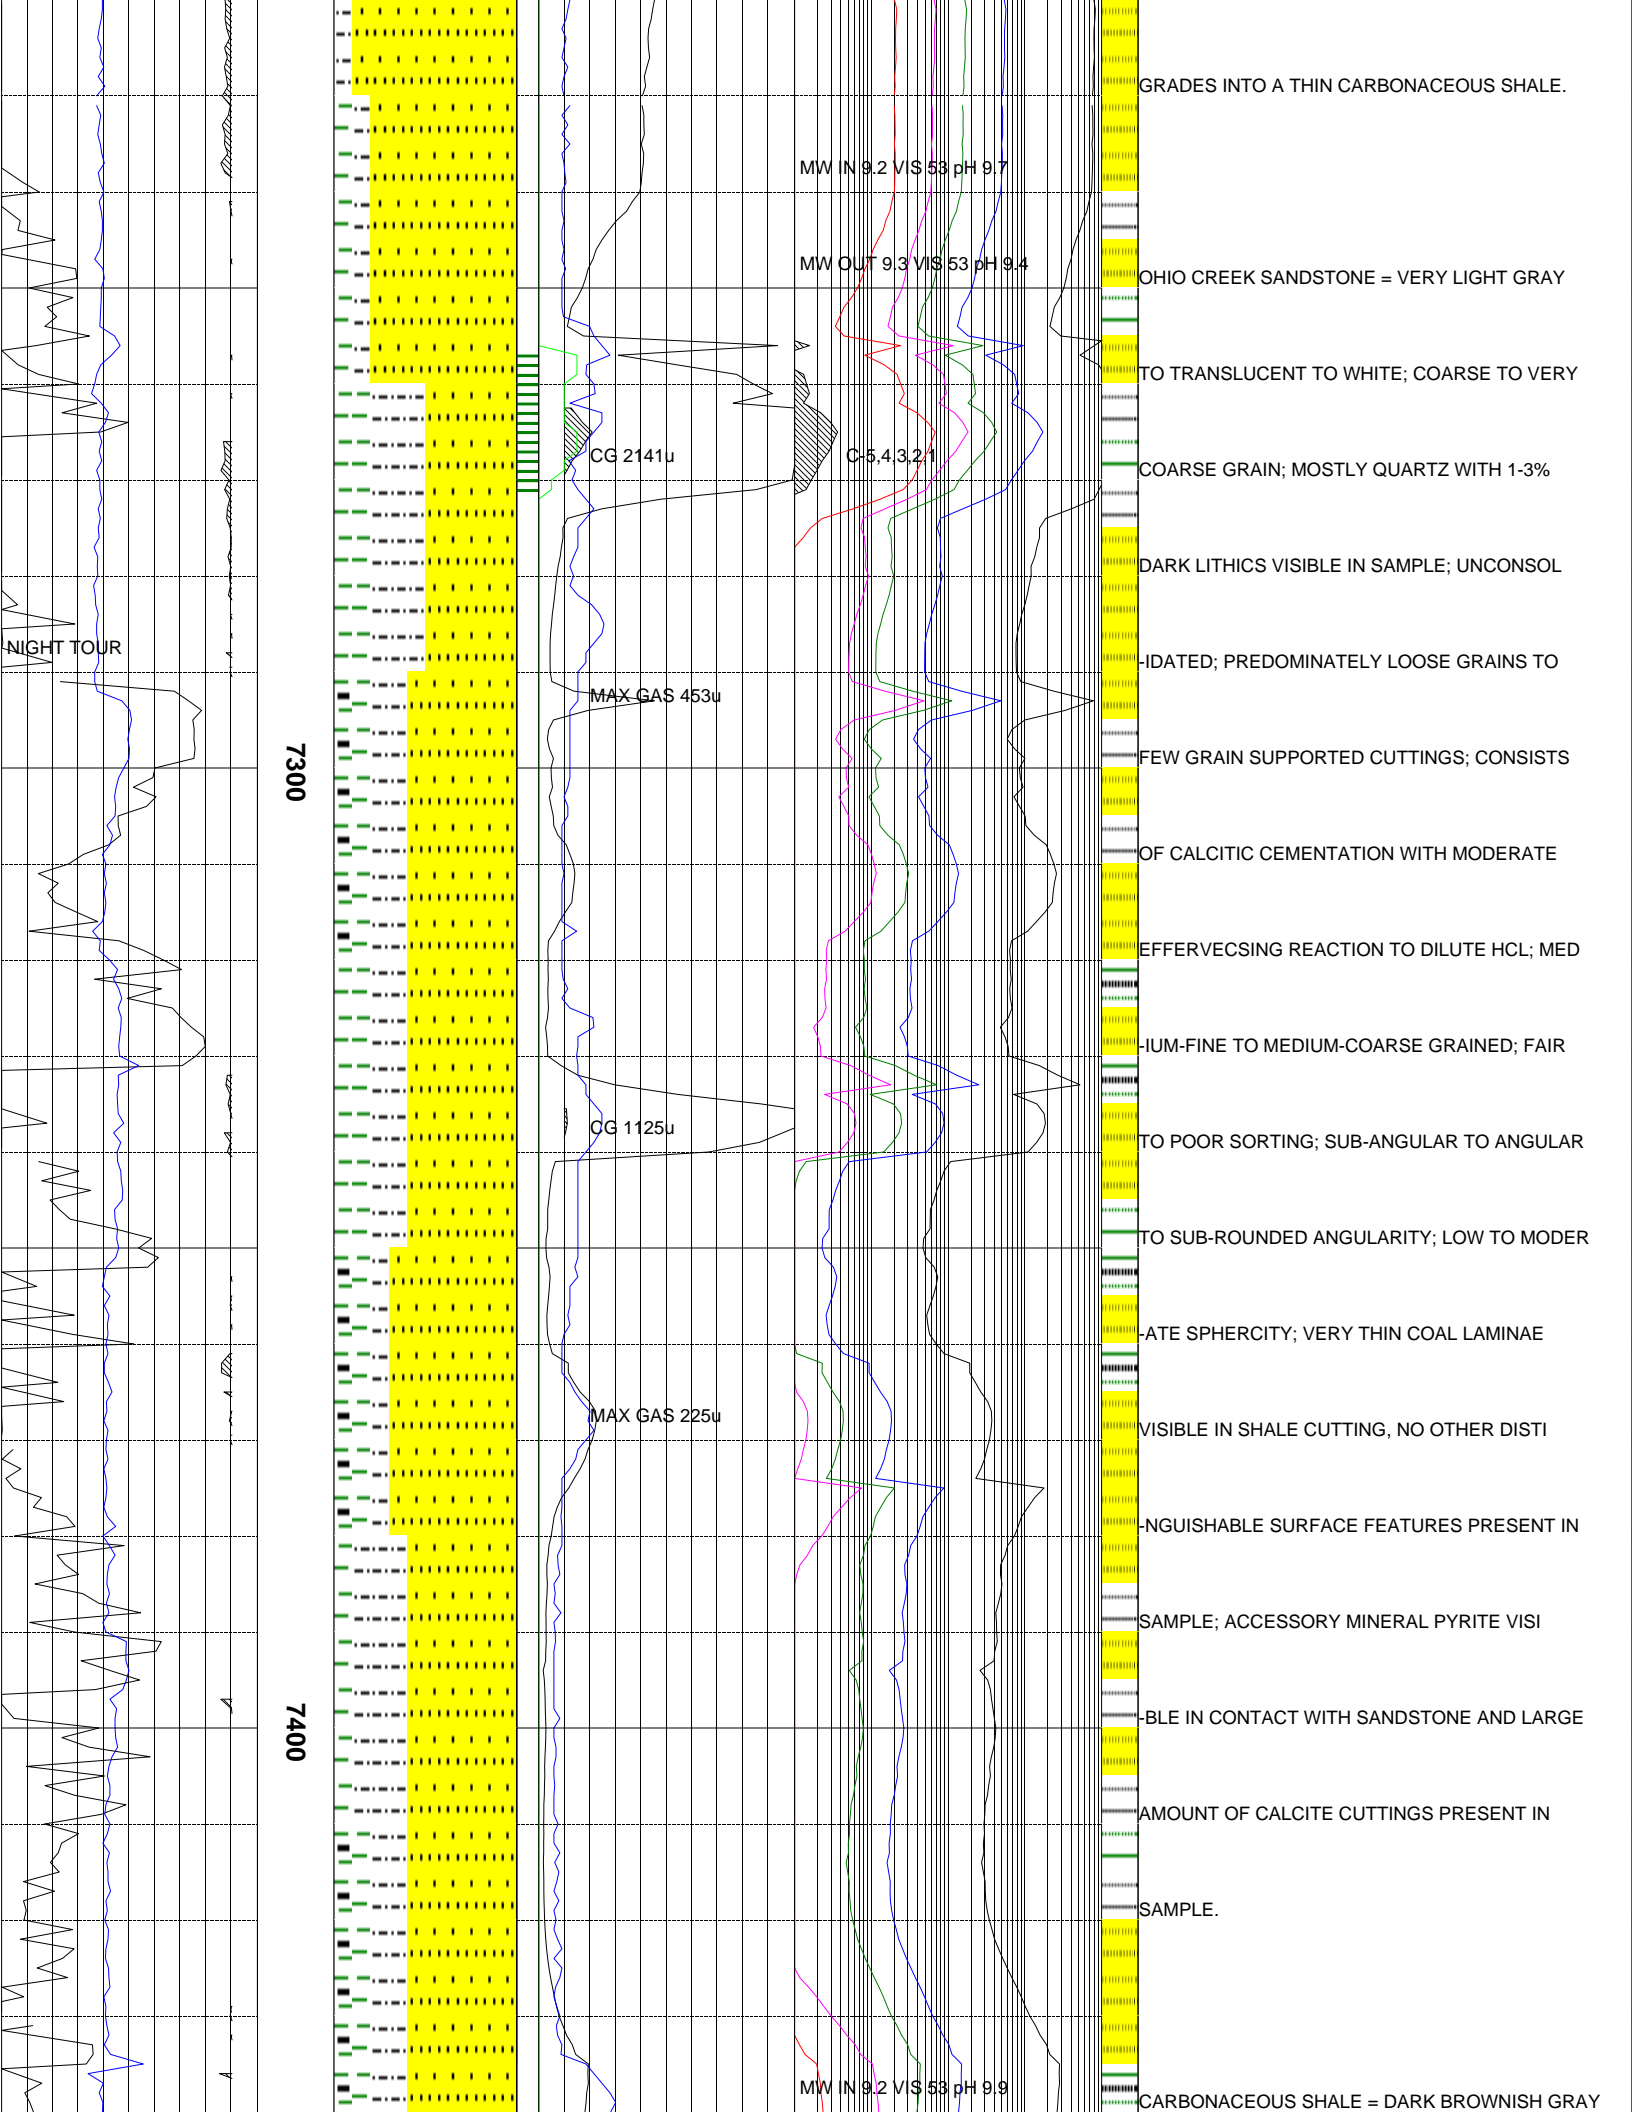 GRADES INTO A THIN CARBONACEOUS SHALE.
MW IN 9.2 VIS 53 pH 9.7
MW OUT 9.3 VIS 53 pH 9.4
OHIO CREEK SANDSTONE = VERY LIGHT GRAY
TO TRANSLUCENT TO WHITE; COARSE TO VERY
CG 2141u
C-5,4,3,2,1
COARSE GRAIN; MOSTLY QUARTZ WITH 1-3%
DARK LITHICS VISIBLE IN SAMPLE; UNCONSOL
NIGHT TOUR
-IDATED; PREDOMINATELY LOOSE GRAINS TO
MAX GAS 453u
7300
FEW GRAIN SUPPORTED CUTTINGS; CONSISTS
OF CALCITIC CEMENTATION WITH MODERATE
EFFERVECSING REACTION TO DILUTE HCL; MED
-IUM-FINE TO MEDIUM-COARSE GRAINED; FAIR
CG 1125u
TO POOR SORTING; SUB-ANGULAR TO ANGULAR
TO SUB-ROUNDED ANGULARITY; LOW TO MODER
-ATE SPHERCITY; VERY THIN COAL LAMINAE
MAX GAS 225u
VISIBLE IN SHALE CUTTING, NO OTHER DISTI
-NGUISHABLE SURFACE FEATURES PRESENT IN
SAMPLE; ACCESSORY MINERAL PYRITE VISI
7400
-BLE IN CONTACT WITH SANDSTONE AND LARGE
AMOUNT OF CALCITE CUTTINGS PRESENT IN
SAMPLE.
MW IN 9.2 VIS 53 pH 9.9
CARBONACEOUS SHALE = DARK BROWNISH GRAY